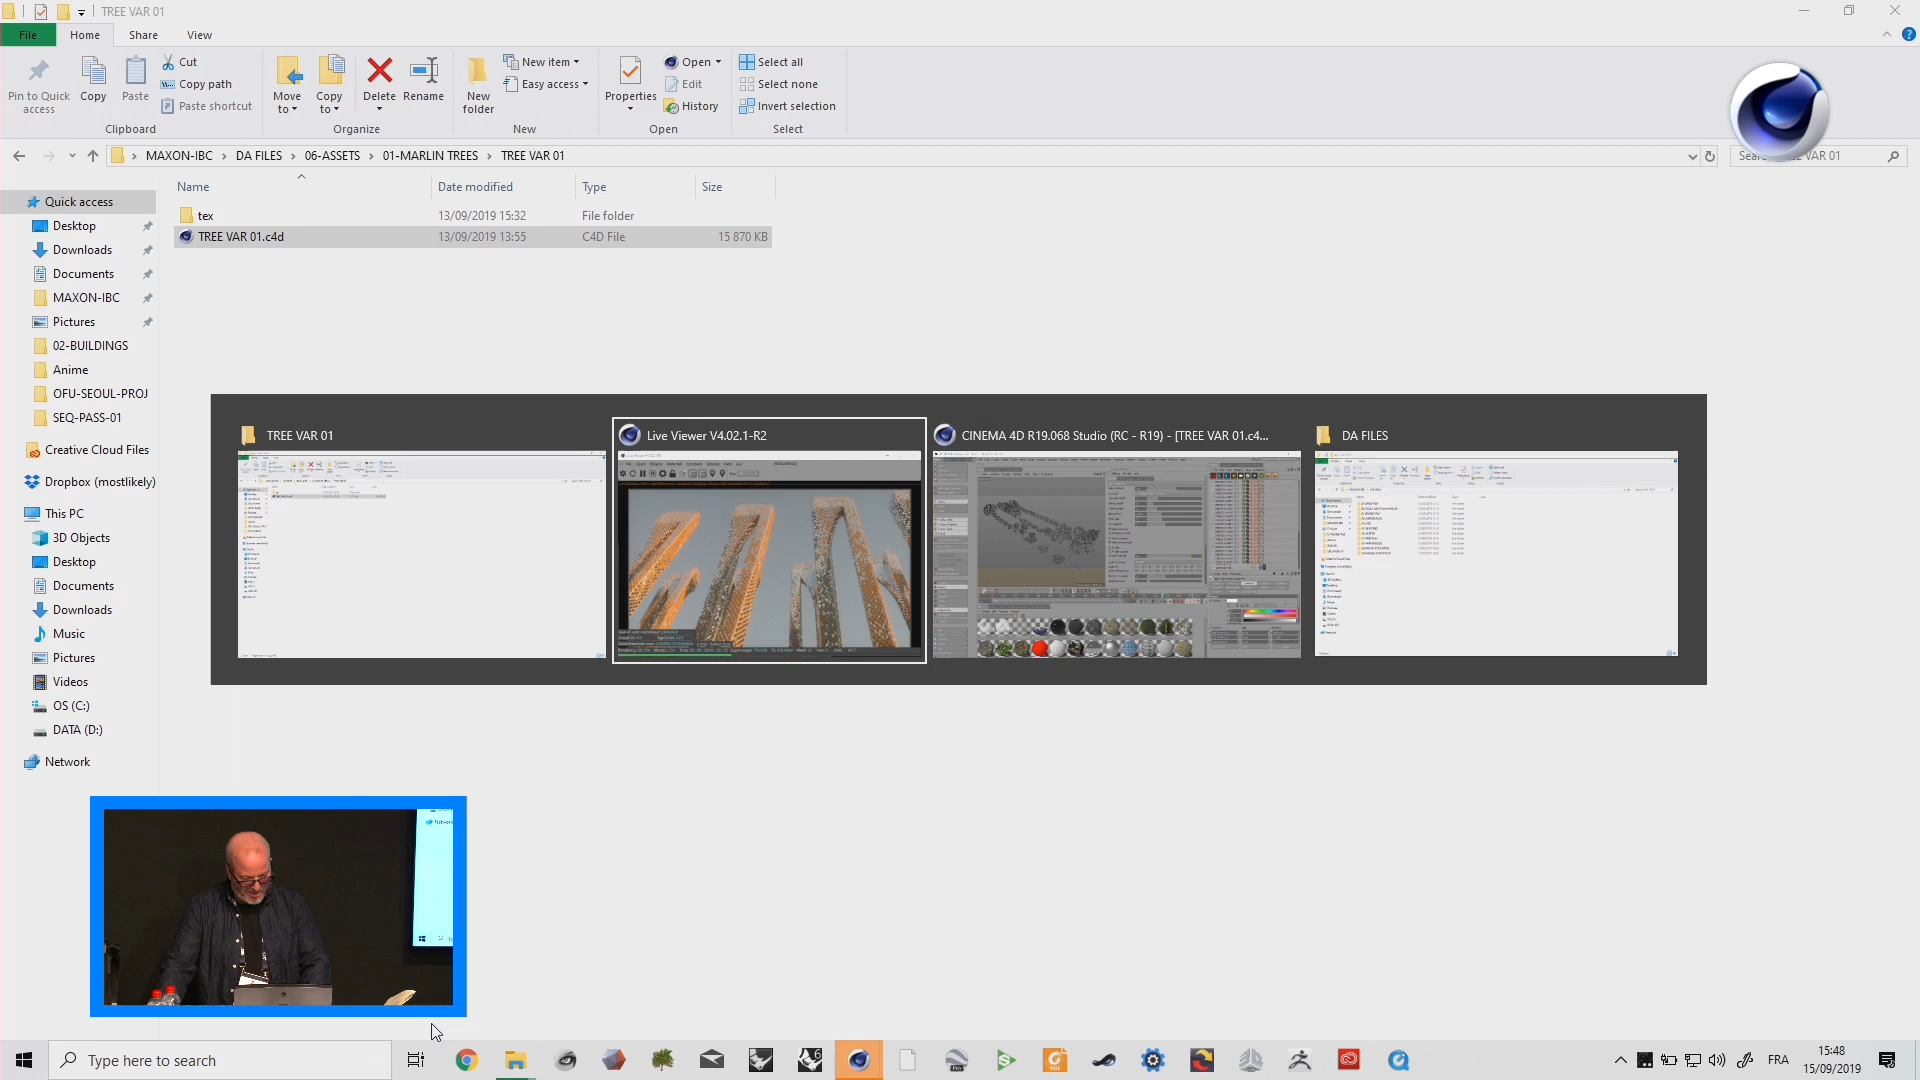 TREE VAR 01
File
Home
Share
View
Pin to Quick access
Copy
Paste
Cut
Copy path
Paste shortcut
Clipboard
Move to
Copy to
Delete
Rename
Organize
New folder
New item
Easy access
New
Properties
Open
Edit
History
Open
Select all
Select none
Invert selection
Select
MAXON-IBC
DA FILES
06-ASSETS
01-MARLIN TREES
TREE VAR 01
VAR 01
Name
Date modified
Type
Size
tex
13/09/2019 15:32
File folder
TREE VAR 01.c4d
13/09/2019 13:55
C4D File
15 870 KB
Quick access
Desktop
Downloads
Documents
MAXON-IBC
Pictures
02-BUILDINGS
Anime
OFU-SEOUL-PROJ
SEQ-PASS-01
Creative Cloud Files
Dropbox (mostlikely)
This PC
3D Objects
Desktop
Documents
Downloads
Music
Pictures
Videos
OS (C:)
DATA (D:)
Network
TREE VAR 01
Live Viewer V4.02.1-R2
CINEMA 4D R19.068 Studio (RC - R19) - [TREE VAR 01.c4...
DA FILES
Type here to search
FRA
15:48
15/09/2019